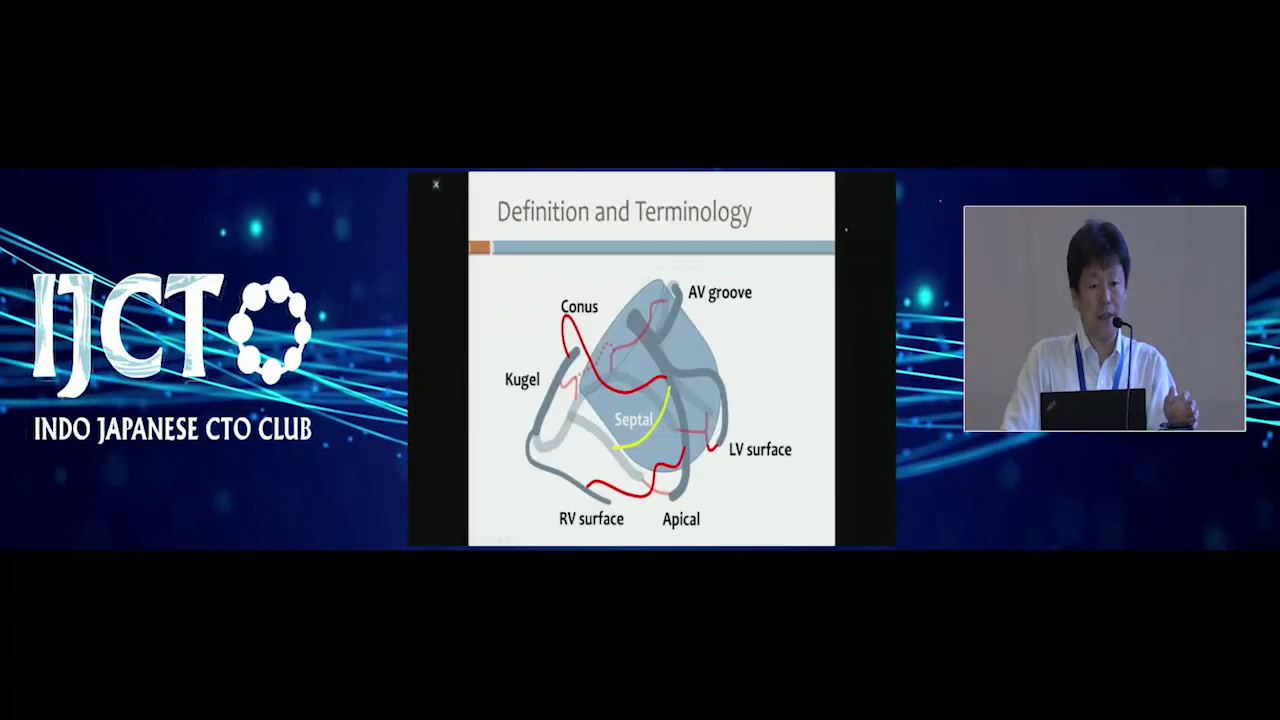 IJCTO
INDO JAPANESE CTO CLUB
Definition and Terminology
AV groove
Conus
Kugel
Septal
LV surface
RV surface
Apical